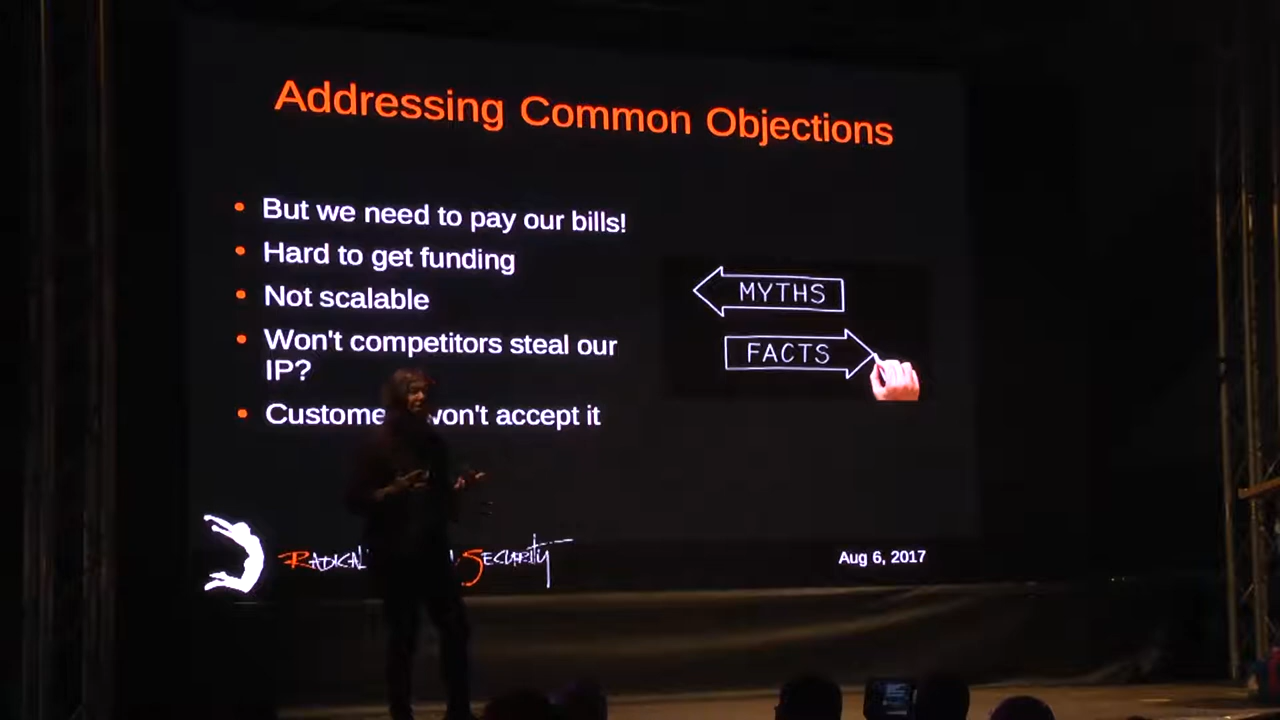 Addressing Common Objections
But we need to pay our bills!
Hard to get funding
Not scalable
Won't competitors steal our
IP?
won't accept it
MYTHS
FACTS
RADICAL
SECURITY
Aug 6, 2017